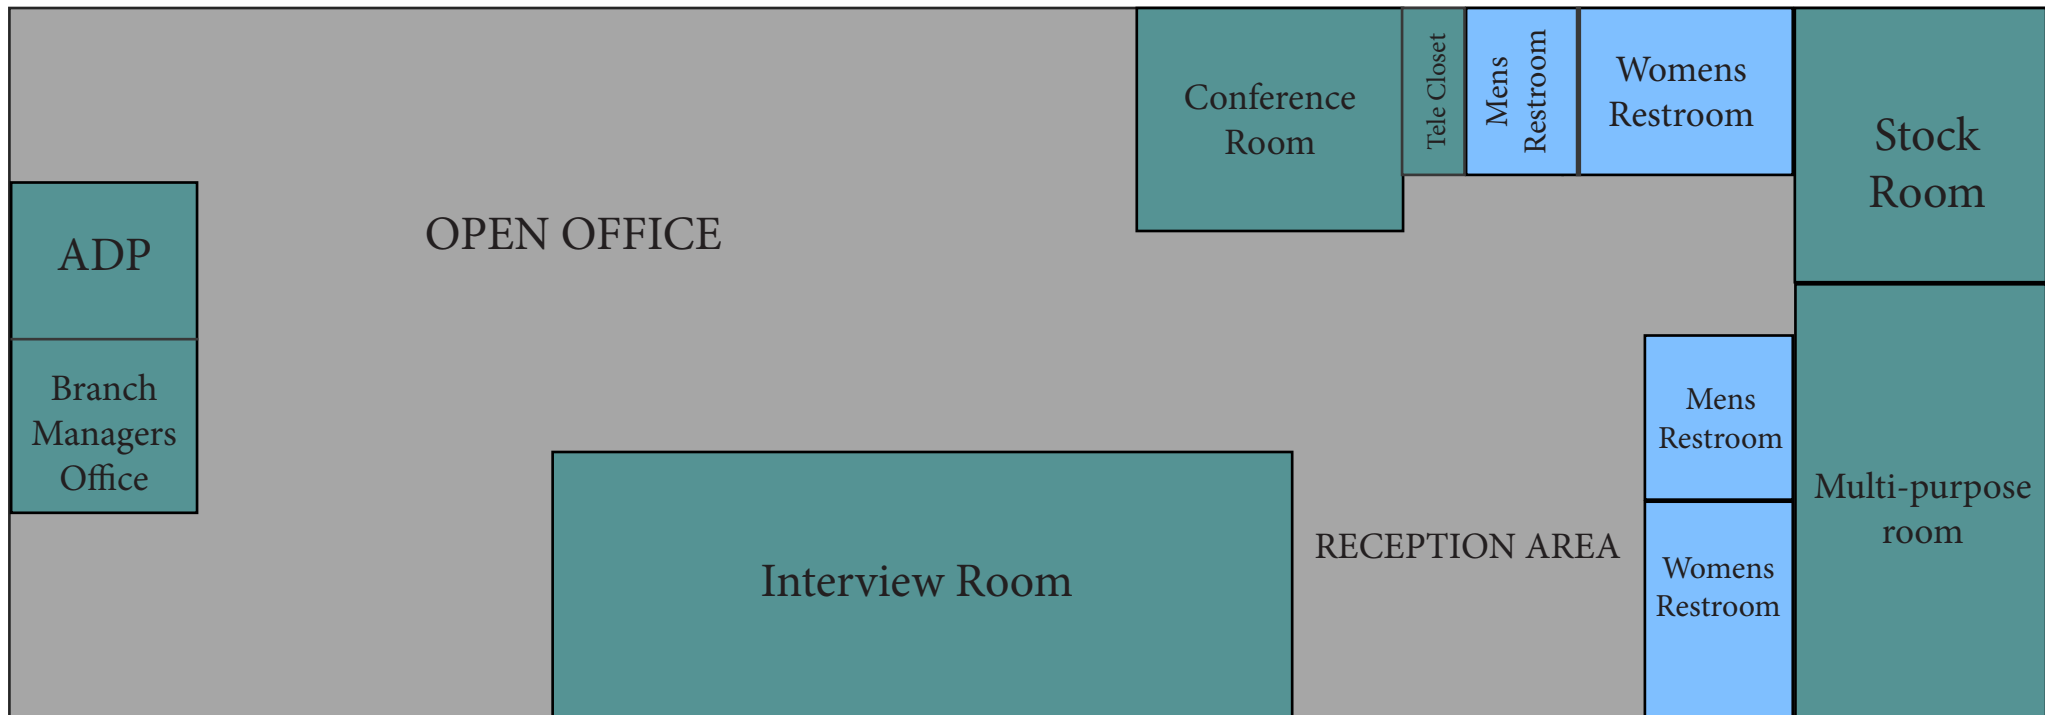 Conference
Room
Tele Closet
Mens
Restroom
Womens
Restroom
Stock
Room
OPEN OFFICE
ADP
Branch
Managers
Office
Mens
Restroom
Interview Room
RECEPTION AREA
Womens
Restroom
Multi-purpose
room